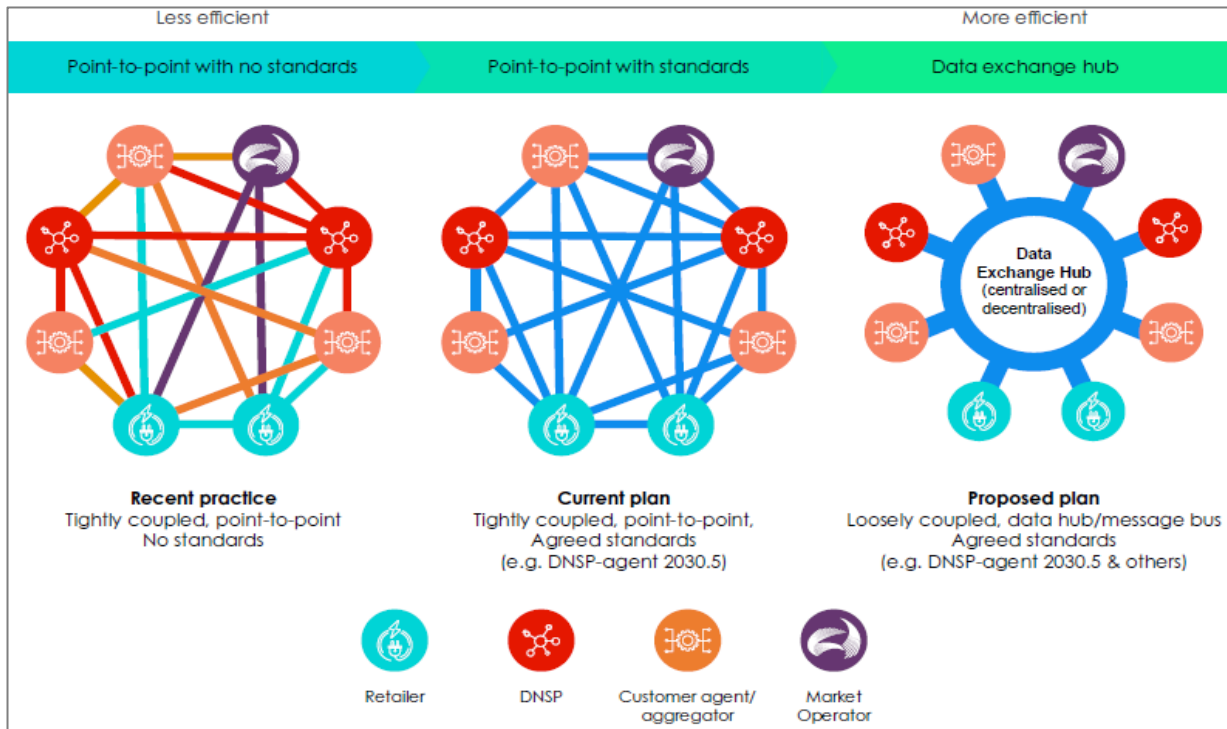 Less efficient
More efficient
Point-to-point with no standards
Point-to-point with standards
Data exchange hub
Data
Exchange Hub
(centralised or
decentralised)
Recent practice
Tightly coupled, point-to-point
No standards
Current plan
Tightly coupled, point-to-point,
Agreed standards
(e.g. DNSP-agent 2030.5)
Proposed plan
Loosely coupled, data hub/message bus
Agreed standards
(e.g. DNSP-agent 2030.5 & others)
Retailer
DNSP
Customer agent/
aggregator
Market
Operator